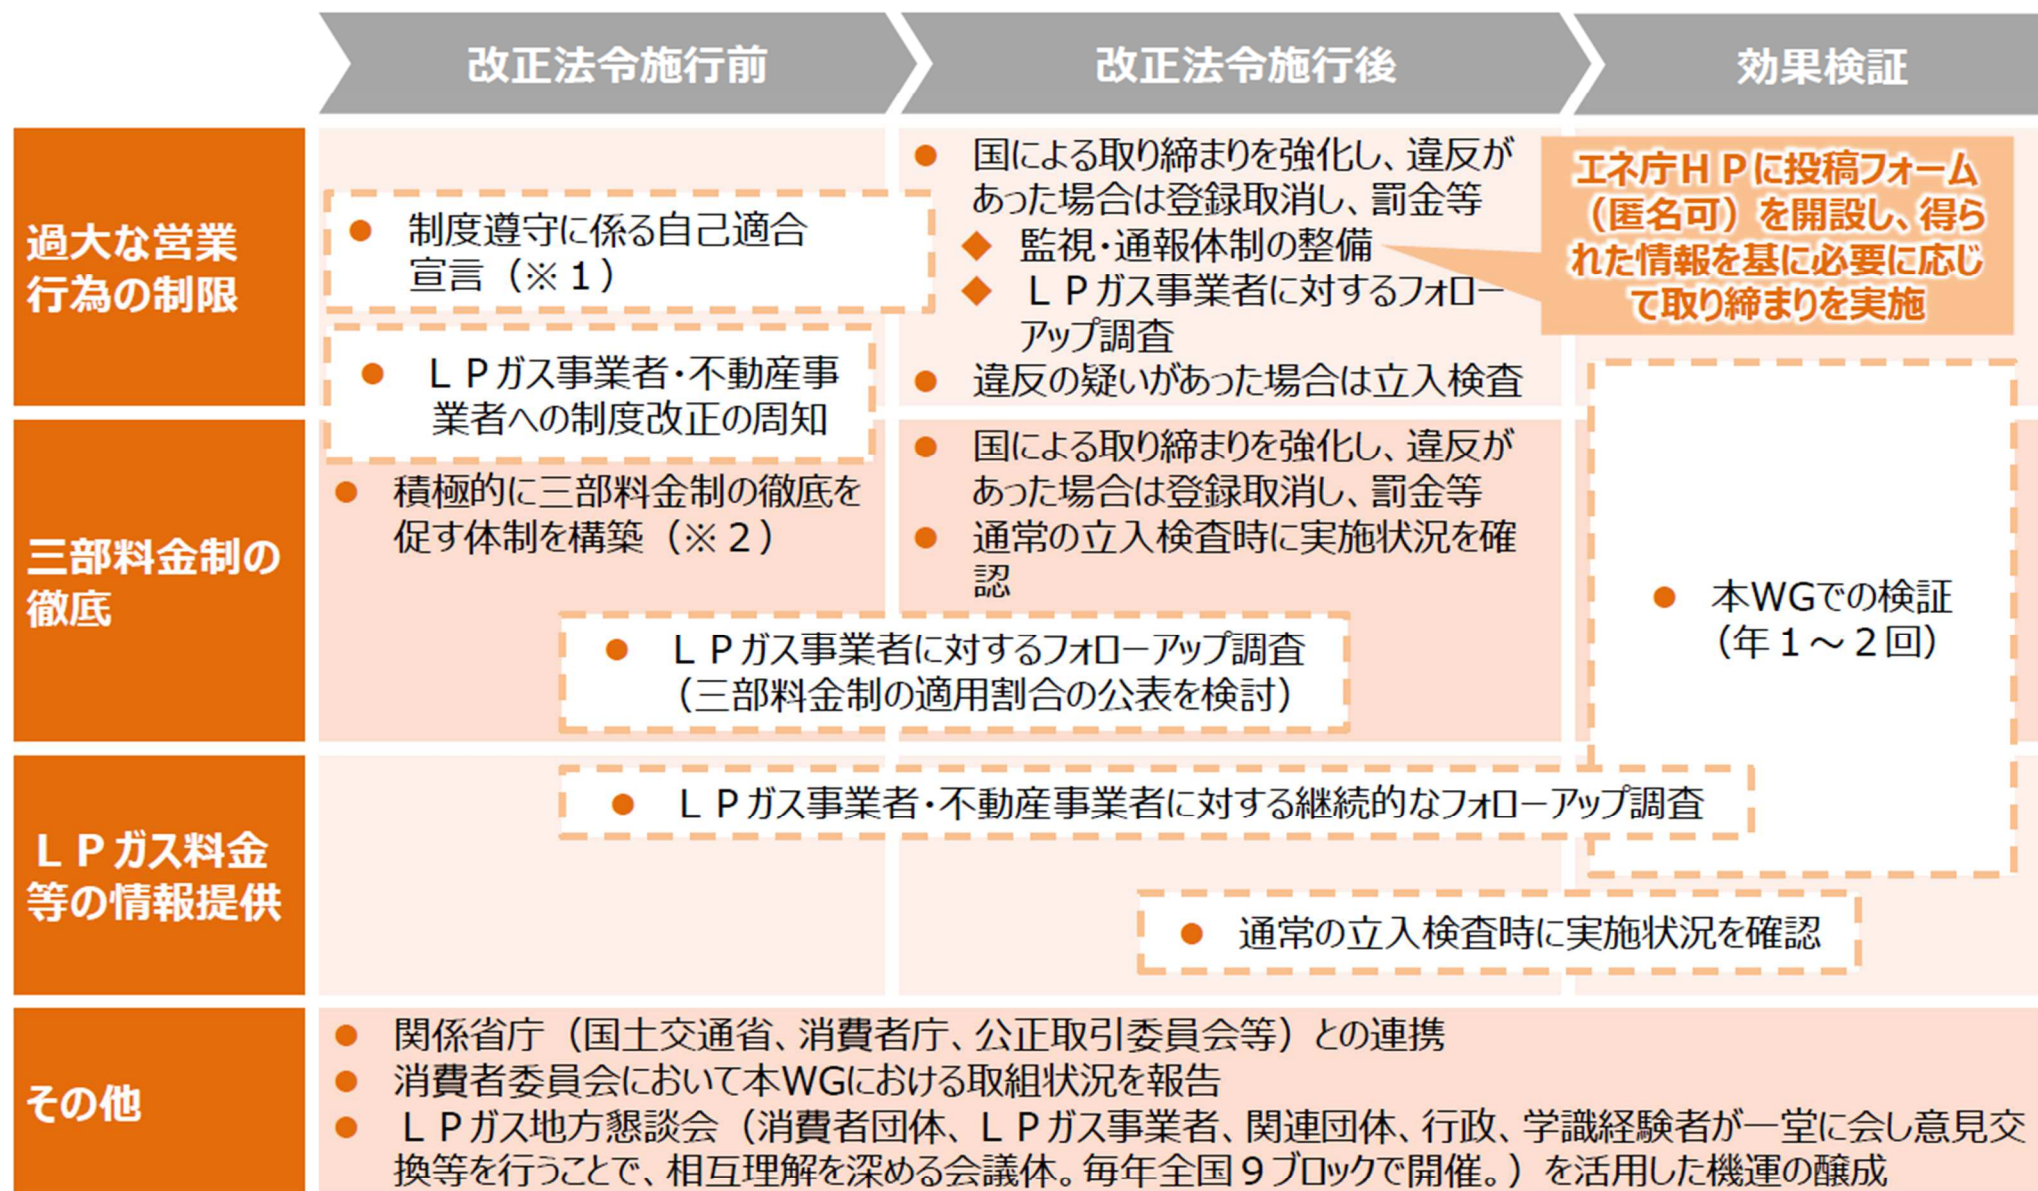 改正法令施行前
改正法令施行後
効果検証
過大な営業
行為の制限
● 制度遵守に係る自己適合
宣言（※１）
● ＬＰガス事業者・不動産事
業者への制度改正の周知
● 国による取り締まりを強化し、違反が
あった場合は登録取消し、罰金等
◆ 監視・通報体制の整備
◆ ＬＰガス事業者に対するフォロー
アップ調査
● 違反の疑いがあった場合は立入検査
エネ庁ＨＰに投稿フォーム
（匿名可）を開設し、得ら
れた情報を基に必要に応じ
て取り締まりを実施
三部料金制の
徹底
● 積極的に三部料金制の徹底を
促す体制を構築（※２）
● 国による取り締まりを強化し、違反が
あった場合は登録取消し、罰金等
● 通常の立入検査時に実施状況を確
認
● ＬＰガス事業者に対するフォローアップ調査
（三部料金制の適用割合の公表を検討）
● 本WGでの検証
（年１～２回）
ＬＰガス料金
等の情報提供
● ＬＰガス事業者・不動産事業者に対する継続的なフォローアップ調査
● 通常の立入検査時に実施状況を確認
その他
● 関係省庁（国土交通省、消費者庁、公正取引委員会等）との連携
● 消費者委員会において本WGにおける取組状況を報告
● ＬＰガス地方懇談会（消費者団体、ＬＰガス事業者、関連団体、行政、学識経験者が一堂に会し意見交
換等を行うことで、相互理解を深める会議体。毎年全国９ブロックで開催。）を活用した機運の醸成